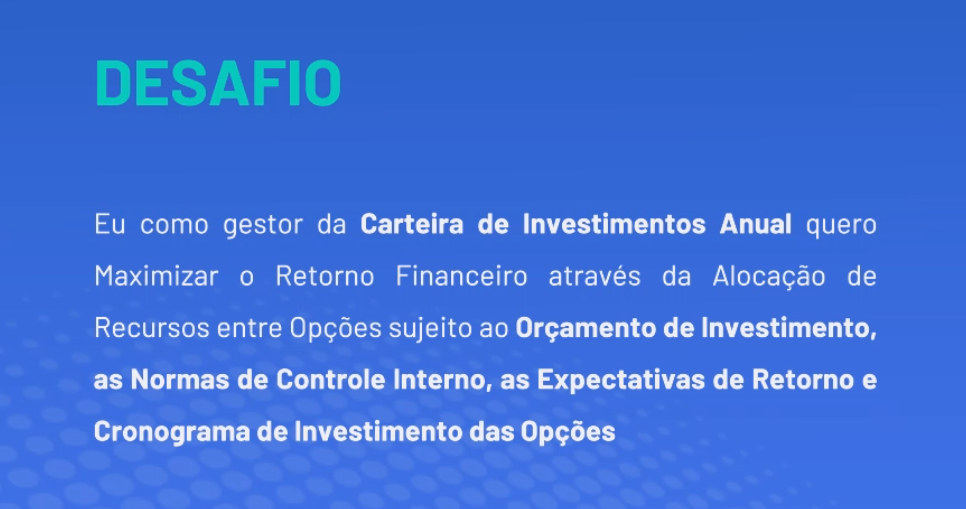 DESAFIO
Eu como gestor da Carteira de Investimentos Anual quero
Maximizar o Retorno Financeiro através da Alocação de
Recursos entre Opções sujeito ao Orçamento de Investimento,
as Normas de Controle Interno, as Expectativas de Retorno e
Cronograma de Investimento das Opções